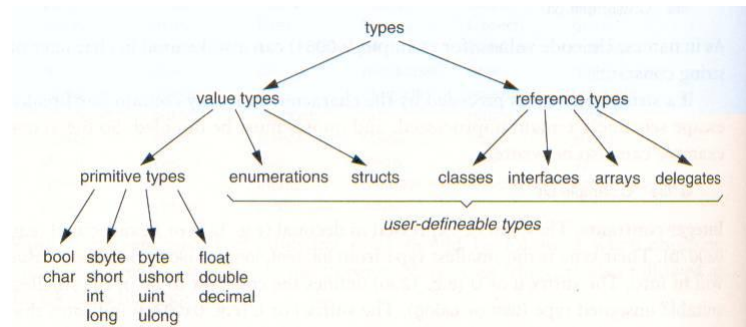 types
value types reference types
primitive types enumerations structs classes interfaces arrays delegates
user-defineable types
bool sbyte byte float
char short ushort double
int uint decimal
long ulong